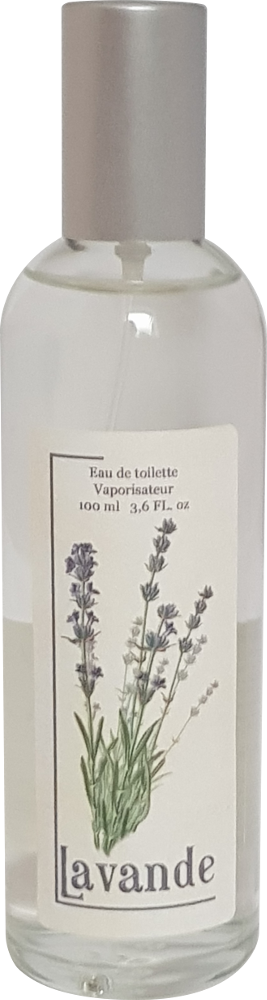 Eau de toilette
Vaporisateur
100 ml 3,6 FL. oz
Lavande